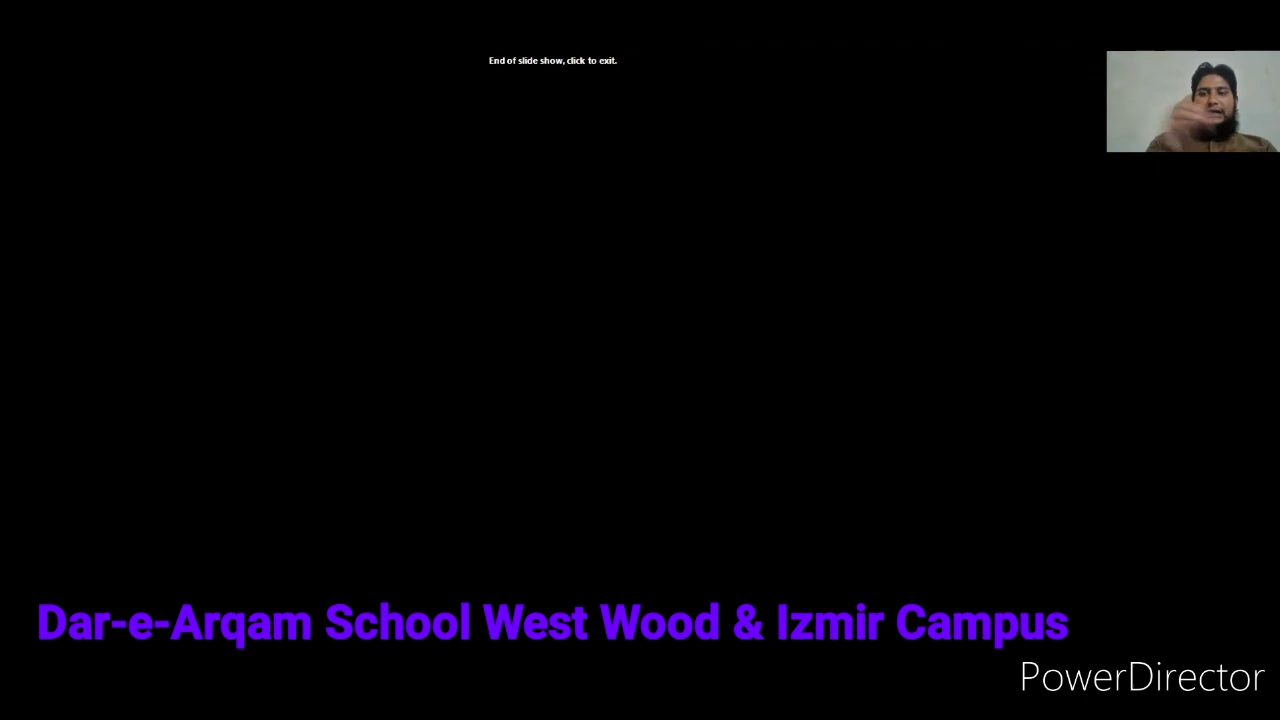 End of slide show, click to exit.
Dar-e-Arqam School West Wood & Izmir Campus
PowerDirector